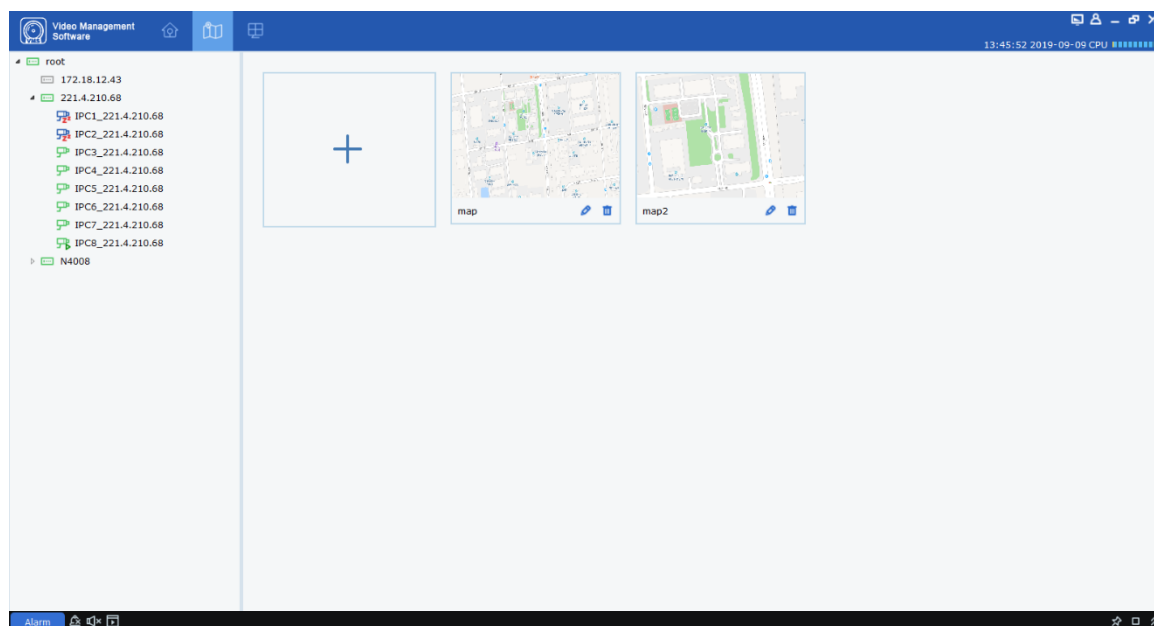 Video Management
Software
13:45:52 2019-09-09 CPU
root
172.18.12.43
221.4.210.68
IPC1_221.4.210.68
IPC2_221.4.210.68
IPC3_221.4.210.68
IPC4_221.4.210.68
IPC5_221.4.210.68
IPC6_221.4.210.68
IPC7_221.4.210.68
IPC8_221.4.210.68
N4008
map
map2
Alarm